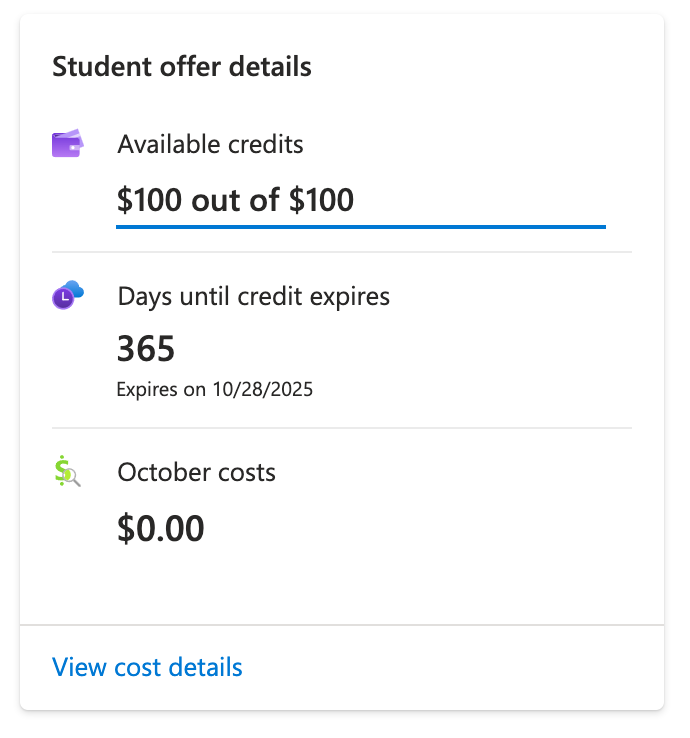 Student offer details
Available credits
$100 out of $100
Days until credit expires
365
Expires on 10/28/2025
October costs
$0.00
View cost details